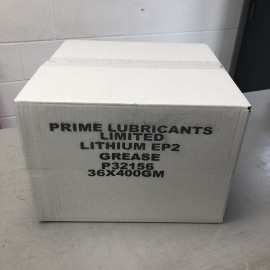 PRIME LUBRICANTS
LIMITED
LITHIUM EP2
GREASE
P32156
36X400GM